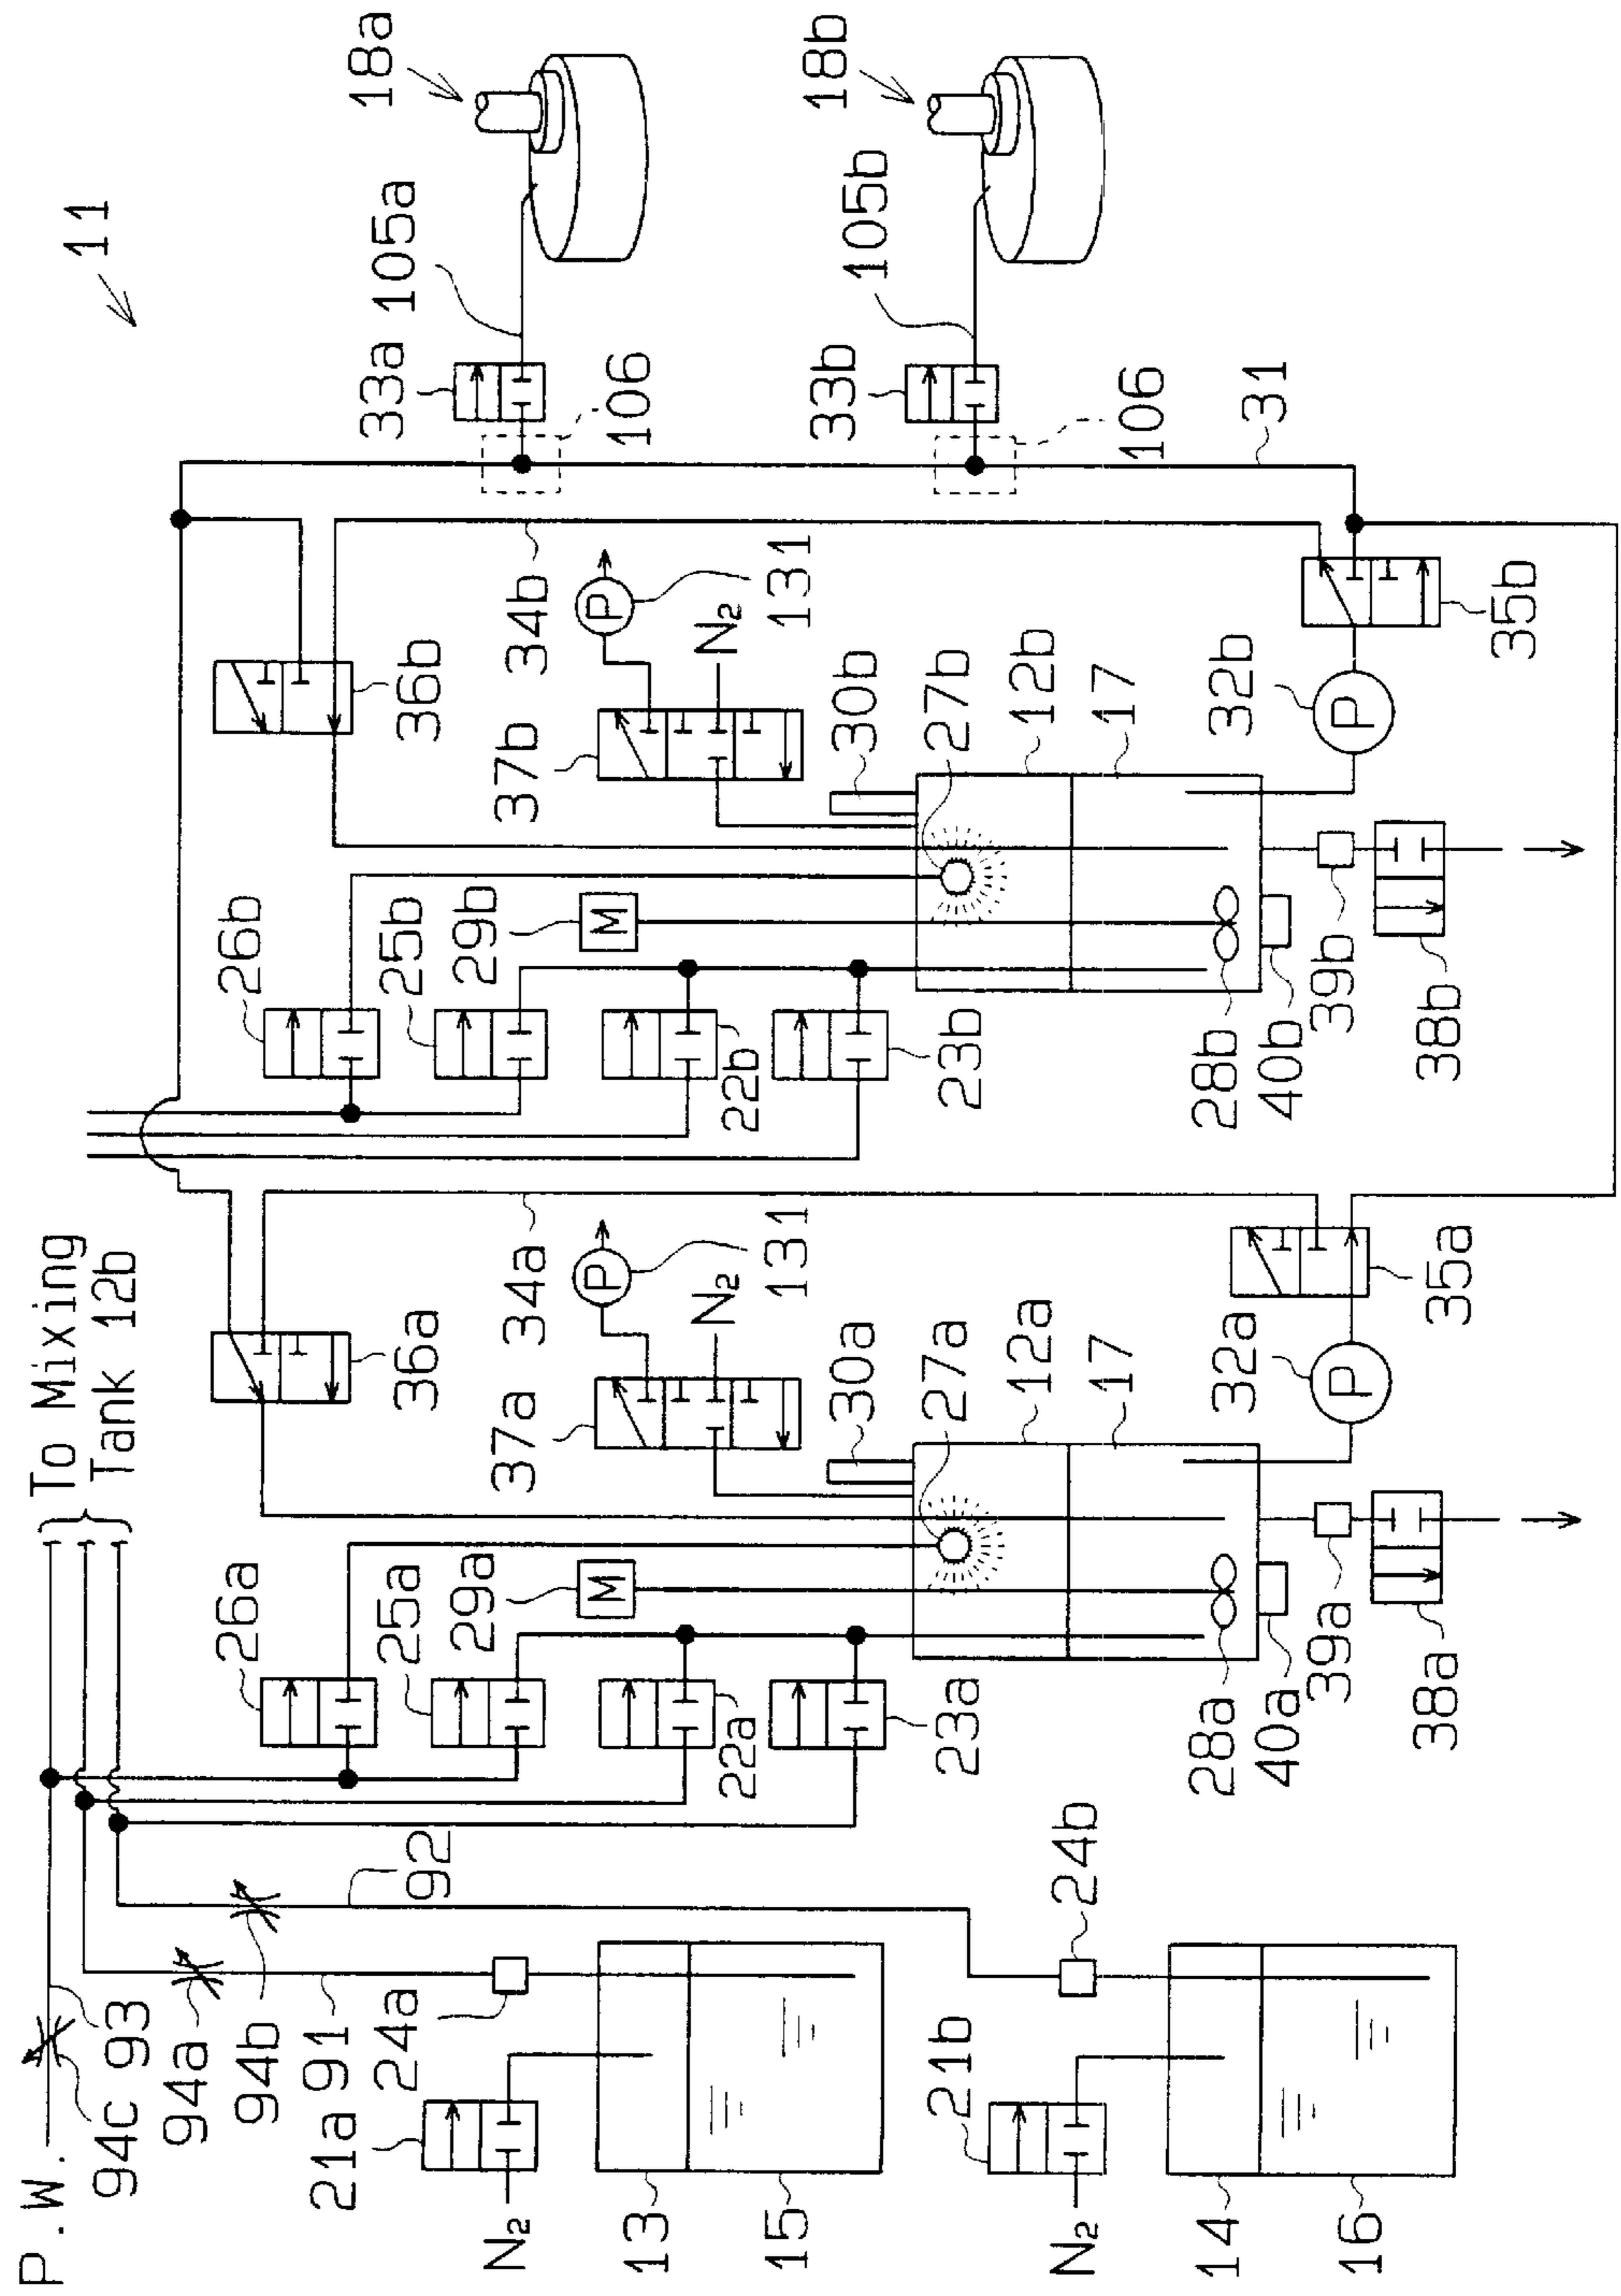 11
P.W.
94c
93
94a
94b
91
92
24a
21a
N₂
13
15
24b
21b
N₂
14
16
To Mixing
Tank 12b
26a
25a
29a
M
22a
23a
36a
34a
37a
P
131
N₂
30a
27a
12a
17
32a
P
35a
28a
40a
39a
38a
26b
25b
29b
M
22b
23b
36b
34b
37b
P
131
N₂
30b
27b
12b
17
32b
P
35b
28b
40b
39b
38b
33a
105a
18a
106
33b
105b
18b
106
31